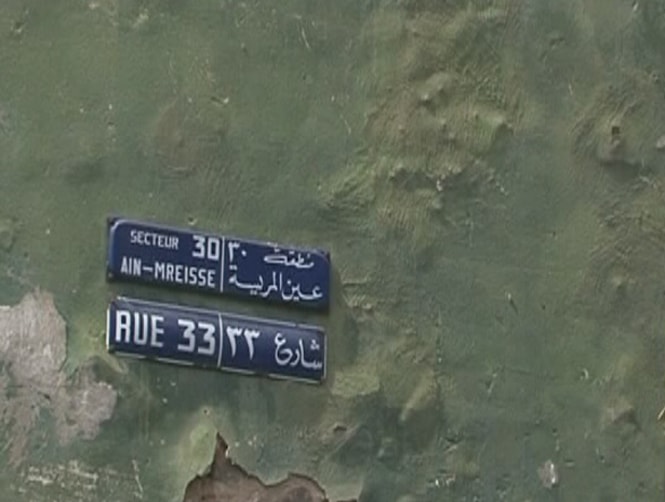 SECTEUR 30
٣٠ منطقة
AIN-MREISSE
عين المريسة
RUE 33
٣٣ شارع